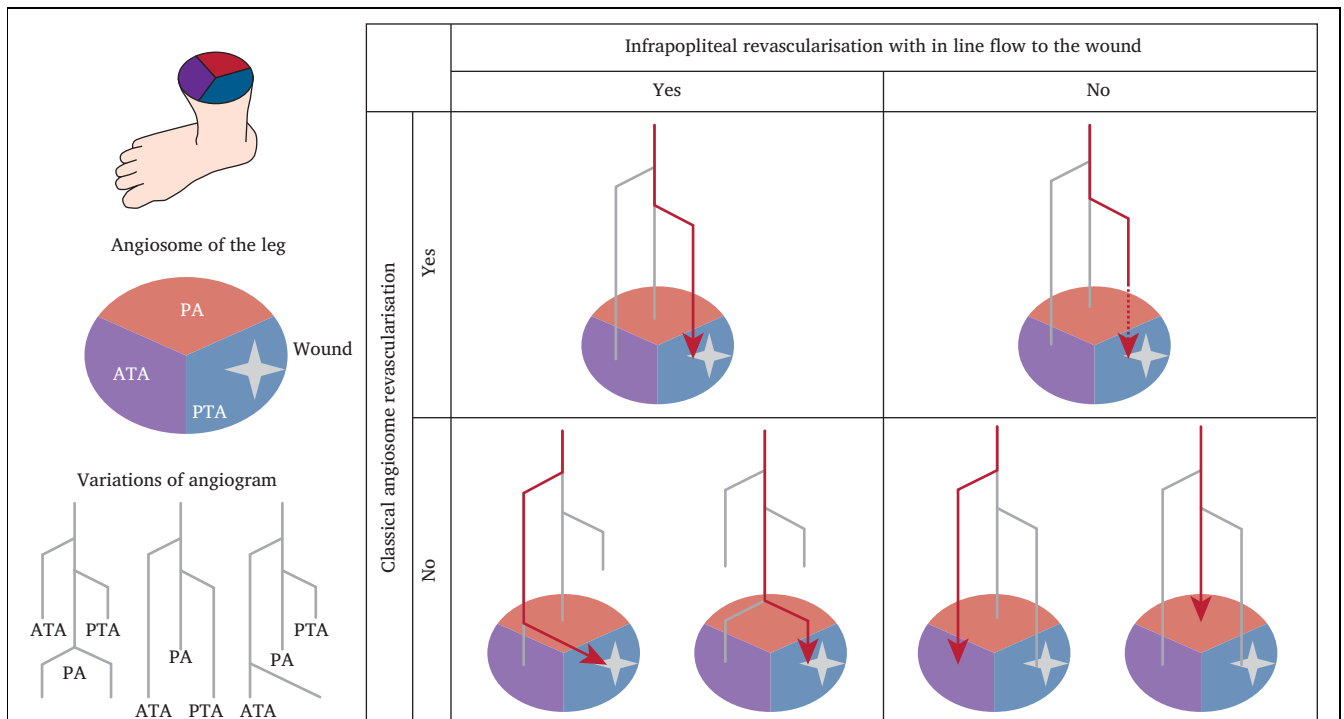 Angiosome of the leg
PA
Wound
ATA
PTA
Variations of angiogram
ATA PTA
PA
PA
ATA PTA
PTA
PA
ATA
Infrapopliteal revascularisation with in line flow to the wound
Yes
No
Classical angiosome revascularisation
Yes
No